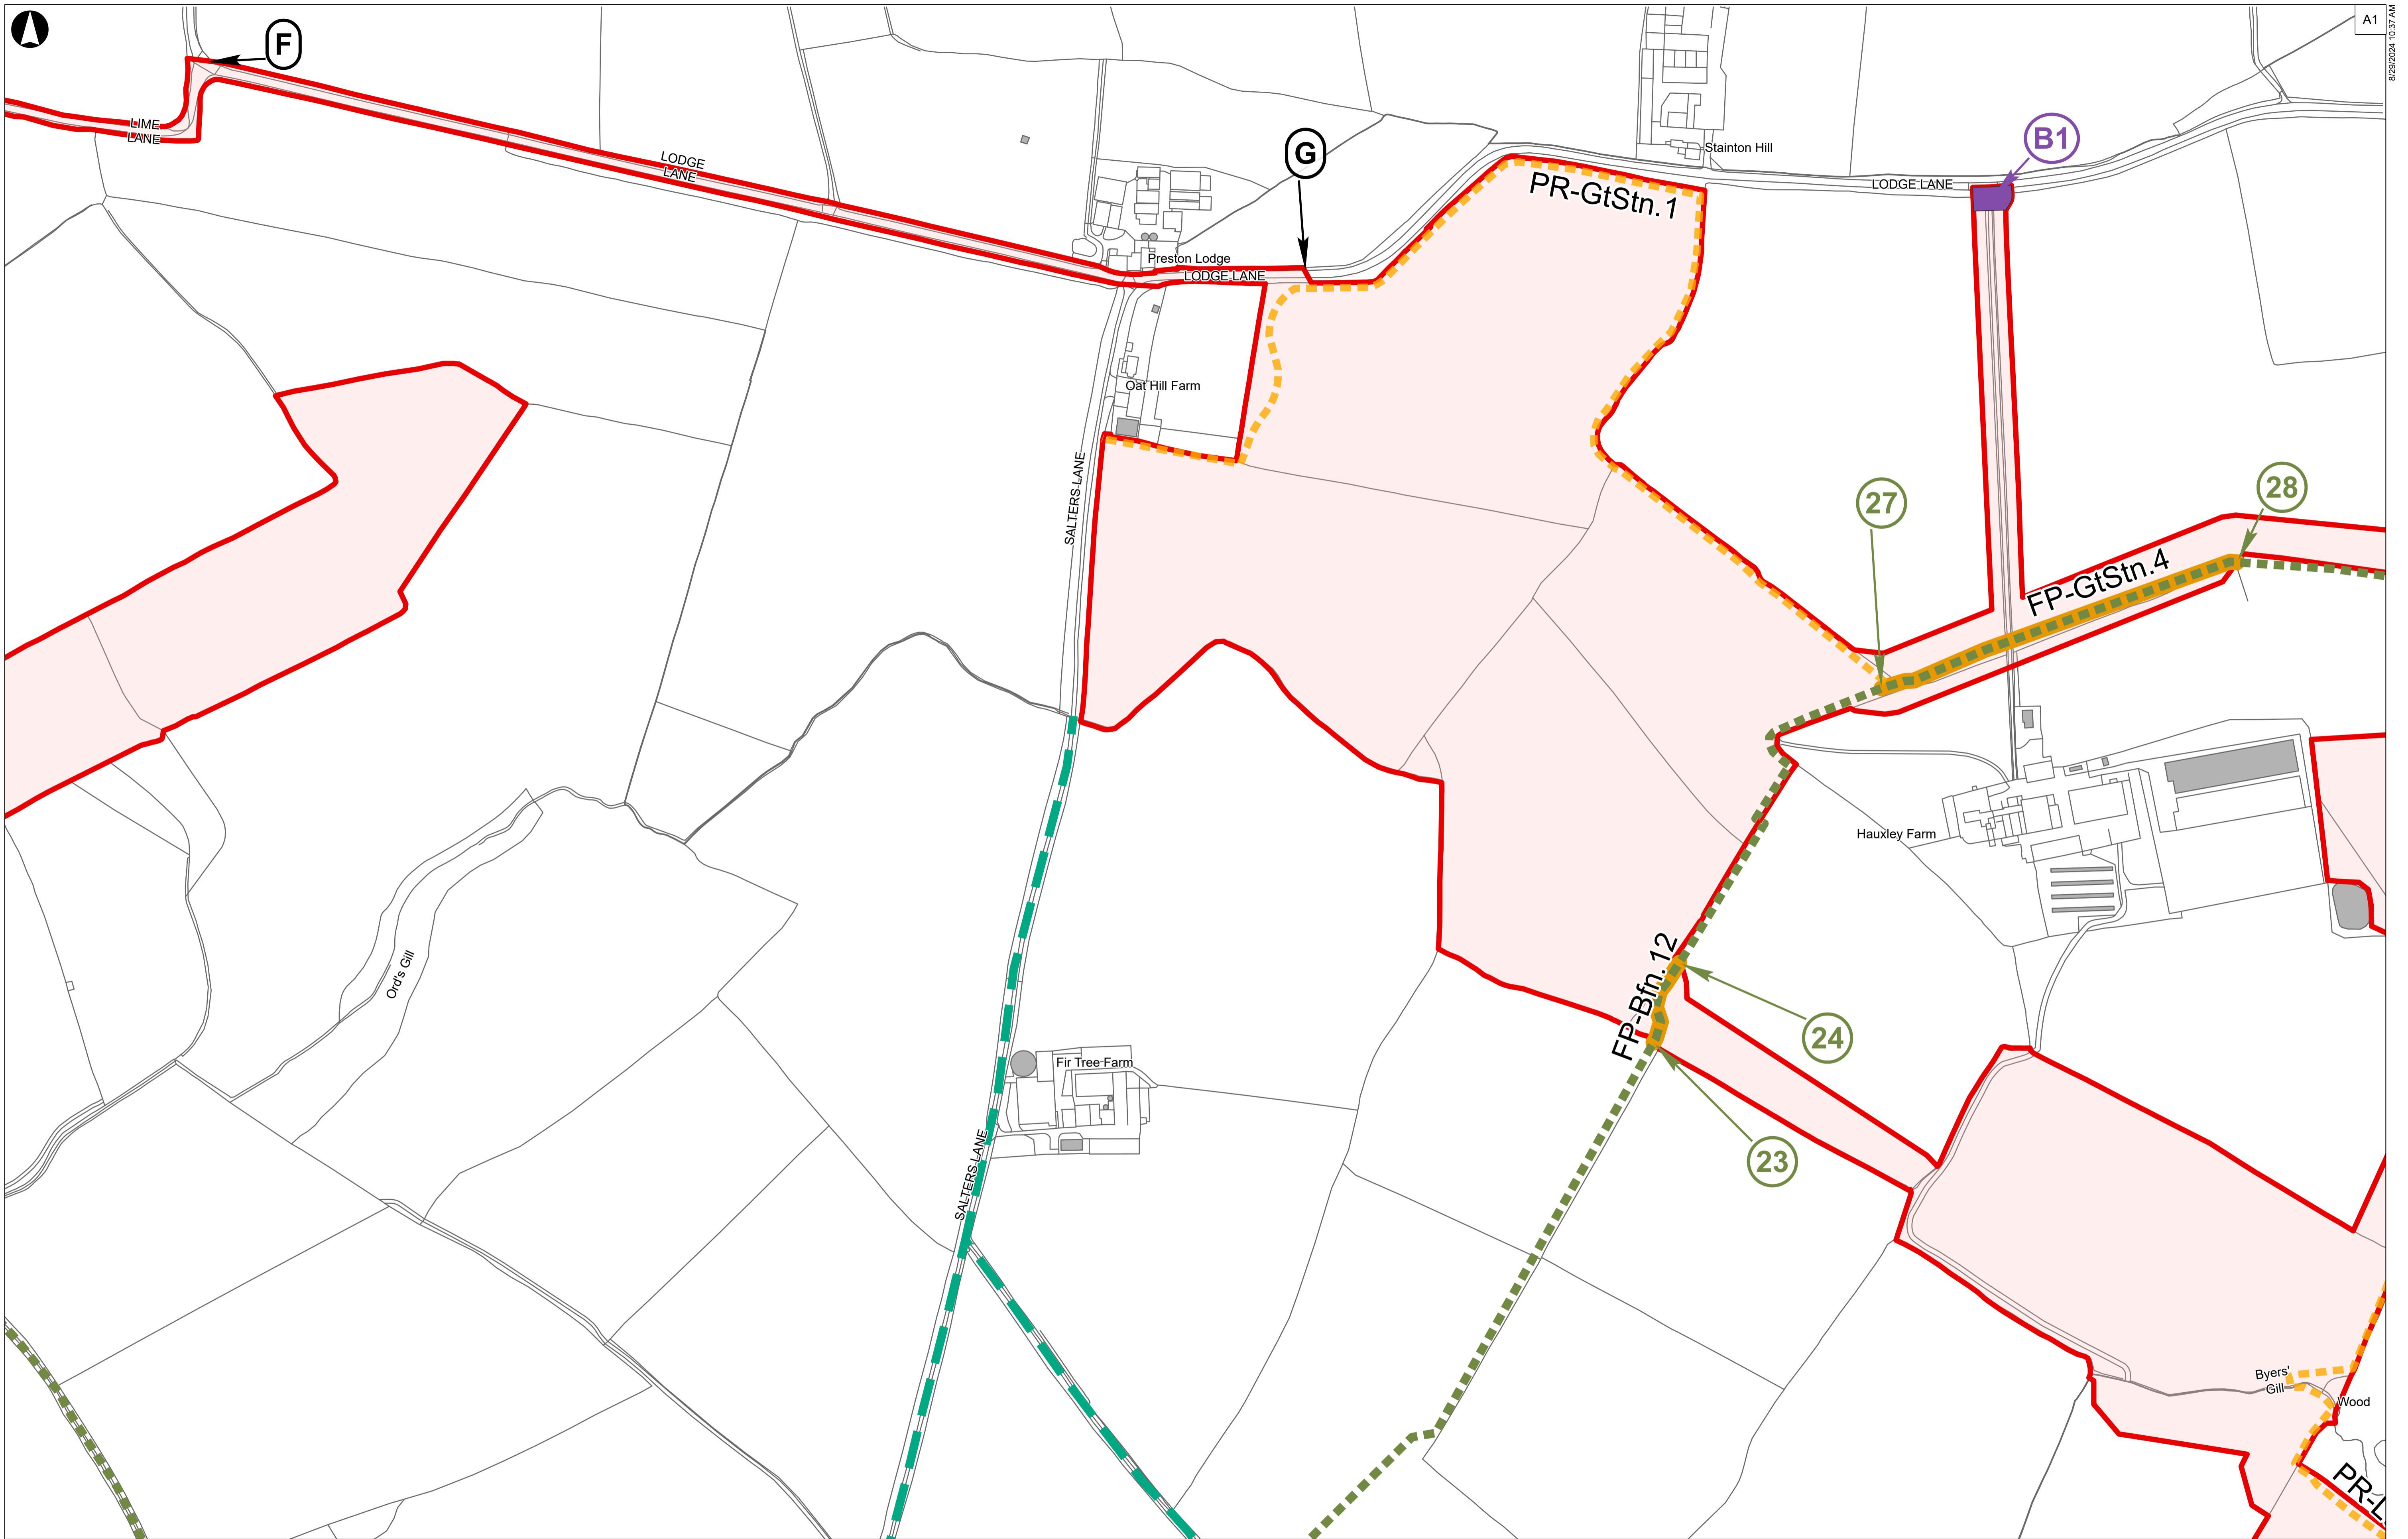 A1
8/29/2024 10:37 AM
F
LIME
LANE
LODGE
LANE
G
Stainton Hill
B1
PR-GtStn.1
LODGE LANE
Preston Lodge
LODGE LANE
Oat Hill Farm
SALTERS LANE
27
28
FP-GtStn.4
Hauxley Farm
Ord's Gill
FP-Bfn.12
24
Fir Tree Farm
23
SALTERS LANE
Byers'
Gill
Wood